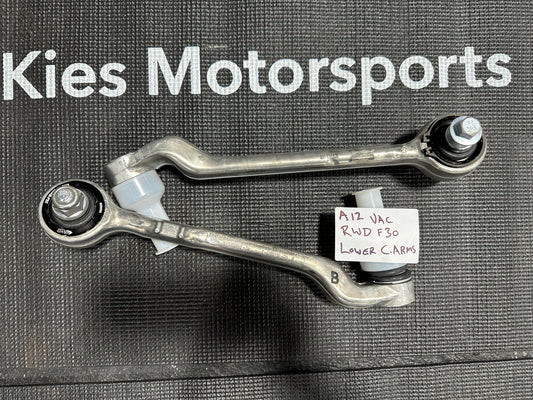 Kies Motorsports
A12 VAC
RWD F30
LOWER C.ARMS
B